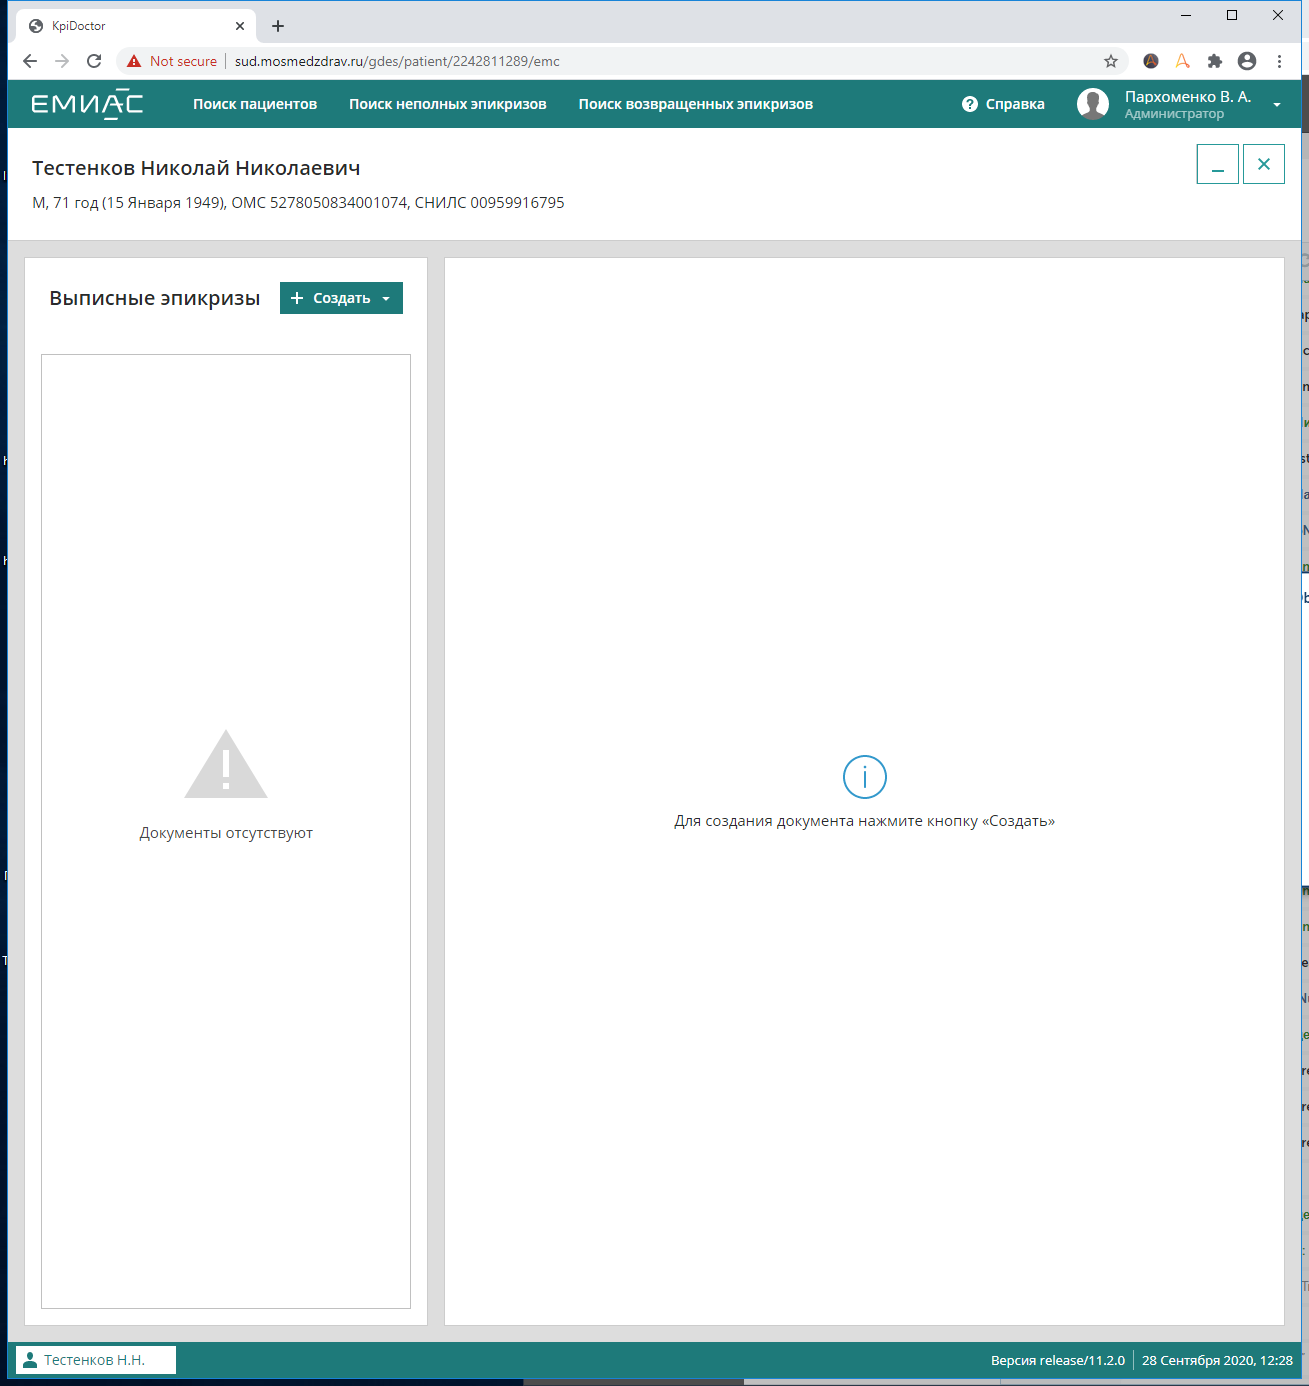 KpiDoctor
Not secure
sud.mosmedzdrav.ru/gdes/patient/2242811289/emc
ЕМИАС
Поиск пациентов
Поиск неполных эпикризов
Поиск возвращенных эпикризов
Справка
Пархоменко В. А.
Администратор
Тестенков Николай Николаевич
М, 71 год (15 Января 1949), ОМС 5278050834001074, СНИЛС 00959916795
Выписные эпикризы
Создать
Документы отсутствуют
Для создания документа нажмите кнопку «Создать»
Тестенков Н.Н.
Версия release/11.2.0
28 Сентября 2020, 12:28